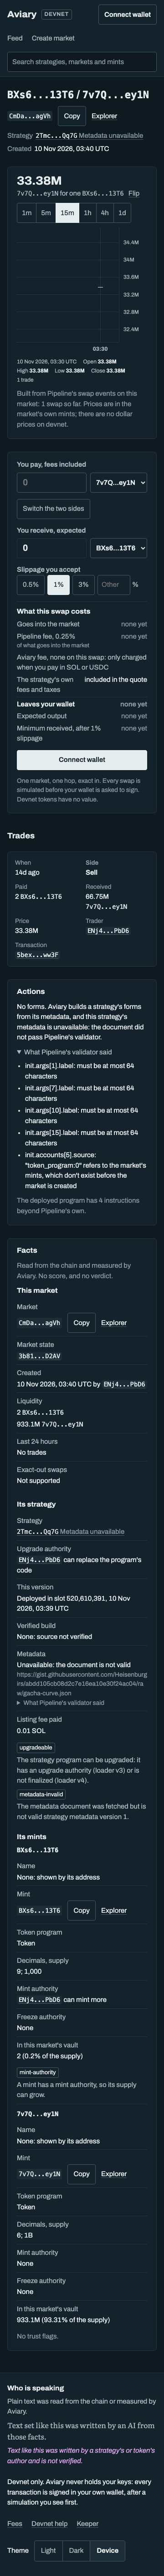 Aviary DEVNET Connect wallet
Feed Create market
Search strategies, markets and mints
BXs6...13T6 / 7v7Q...ey1N
CmDa...agVh Copy Explorer
Strategy 2Tmc...Qq7G Metadata unavailable
Created 10 Nov 2026, 03:40 UTC
33.38M
7v7Q...ey1N for one BXs6...13T6 Flip
1m 5m 15m 1h 4h 1d
34.4M
34M
33.6M
33.2M
32.8M
32.4M
03:30
10 Nov 2026, 03:30 UTC Open 33.38M
High 33.38M Low 33.38M Close 33.38M
1 trade
Built from Pipeline's swap events on this
market: 1 swap so far. Prices are in the
market's own mints; there are no dollar
prices on devnet.
You pay, fees included
0 7v7Q...ey1N
Switch the two sides
You receive, expected
0 BXs6...13T6
Slippage you accept
0.5% 1% 3% Other %
What this swap costs
Goes into the market none yet
Pipeline fee, 0.25% none yet
of what goes into the market
Aviary fee, none on this swap: only charged
when you pay in SOL or USDC
The strategy's own included in the quote
fees and taxes
Leaves your wallet none yet
Expected output none yet
Minimum received, after 1% none yet
slippage
Connect wallet
One market, one hop, exact in. Every swap is
simulated before your wallet is asked to sign.
Devnet tokens have no value.
Trades
When Side
14d ago Sell
Paid Received
2 BXs6...13T6 66.75M
7v7Q...ey1N
Price Trader
33.38M ENj4...PbD6
Transaction
5bex...ww3F
Actions
No forms. Aviary builds a strategy's forms
from its metadata, and this strategy's
metadata is unavailable: the document did
not pass Pipeline's validator.
▼ What Pipeline's validator said
• init.args[1].label: must be at most 64
characters
• init.args[7].label: must be at most 64
characters
• init.args[10].label: must be at most 64
characters
• init.args[15].label: must be at most 64
characters
• init.accounts[5].source:
"token_program:0" refers to the market's
mints, which don't exist before the
market is created
The deployed program has 4 instructions
beyond Pipeline's own.
Facts
Read from the chain and measured by
Aviary. No score, and no verdict.
This market
Market
CmDa...agVh Copy Explorer
Market state
3b81...D2AV
Created
10 Nov 2026, 03:40 UTC by ENj4...PbD6
Liquidity
2 BXs6...13T6
933.1M 7v7Q...ey1N
Last 24 hours
No trades
Exact-out swaps
Not supported
Its strategy
Strategy
2Tmc...Qq7G Metadata unavailable
Upgrade authority
ENj4...PbD6 can replace the program's
code
This version
Deployed in slot 520,610,391, 10 Nov
2026, 03:39 UTC
Verified build
None: source not verified
Metadata
Unavailable: the document is not valid
▶ What Pipeline's validator said
Listing fee paid
0.01 SOL
upgradeable
The strategy program can be upgraded: it
has an upgrade authority (loader v3) or is
not finalized (loader v4).
metadata-invalid
The metadata document was fetched but is
not valid strategy metadata version 1.
Its mints
BXs6...13T6
Name
None: shown by its address
Mint
BXs6...13T6 Copy Explorer
Token program
Token
Decimals, supply
9; 1,000
Mint authority
ENj4...PbD6 can mint more
Freeze authority
None
In this market's vault
2 (0.2% of the supply)
mint-authority
A mint has a mint authority, so its supply
can grow.
7v7Q...ey1N
Name
None: shown by its address
Mint
7v7Q...ey1N Copy Explorer
Token program
Token
Decimals, supply
6; 1B
Mint authority
None
Freeze authority
None
In this market's vault
933.1M (93.31% of the supply)
No trust flags.
Who is speaking
Plain text was read from the chain or measured by
Aviary.
Text set like this was written by an AI from
those facts.
Text like this was written by a strategy's or token's
author and is not verified.
Devnet only. Aviary never holds your keys: every
transaction is signed in your own wallet, after a
simulation you see first.
Fees Devnet help Keeper
Theme Light Dark Device